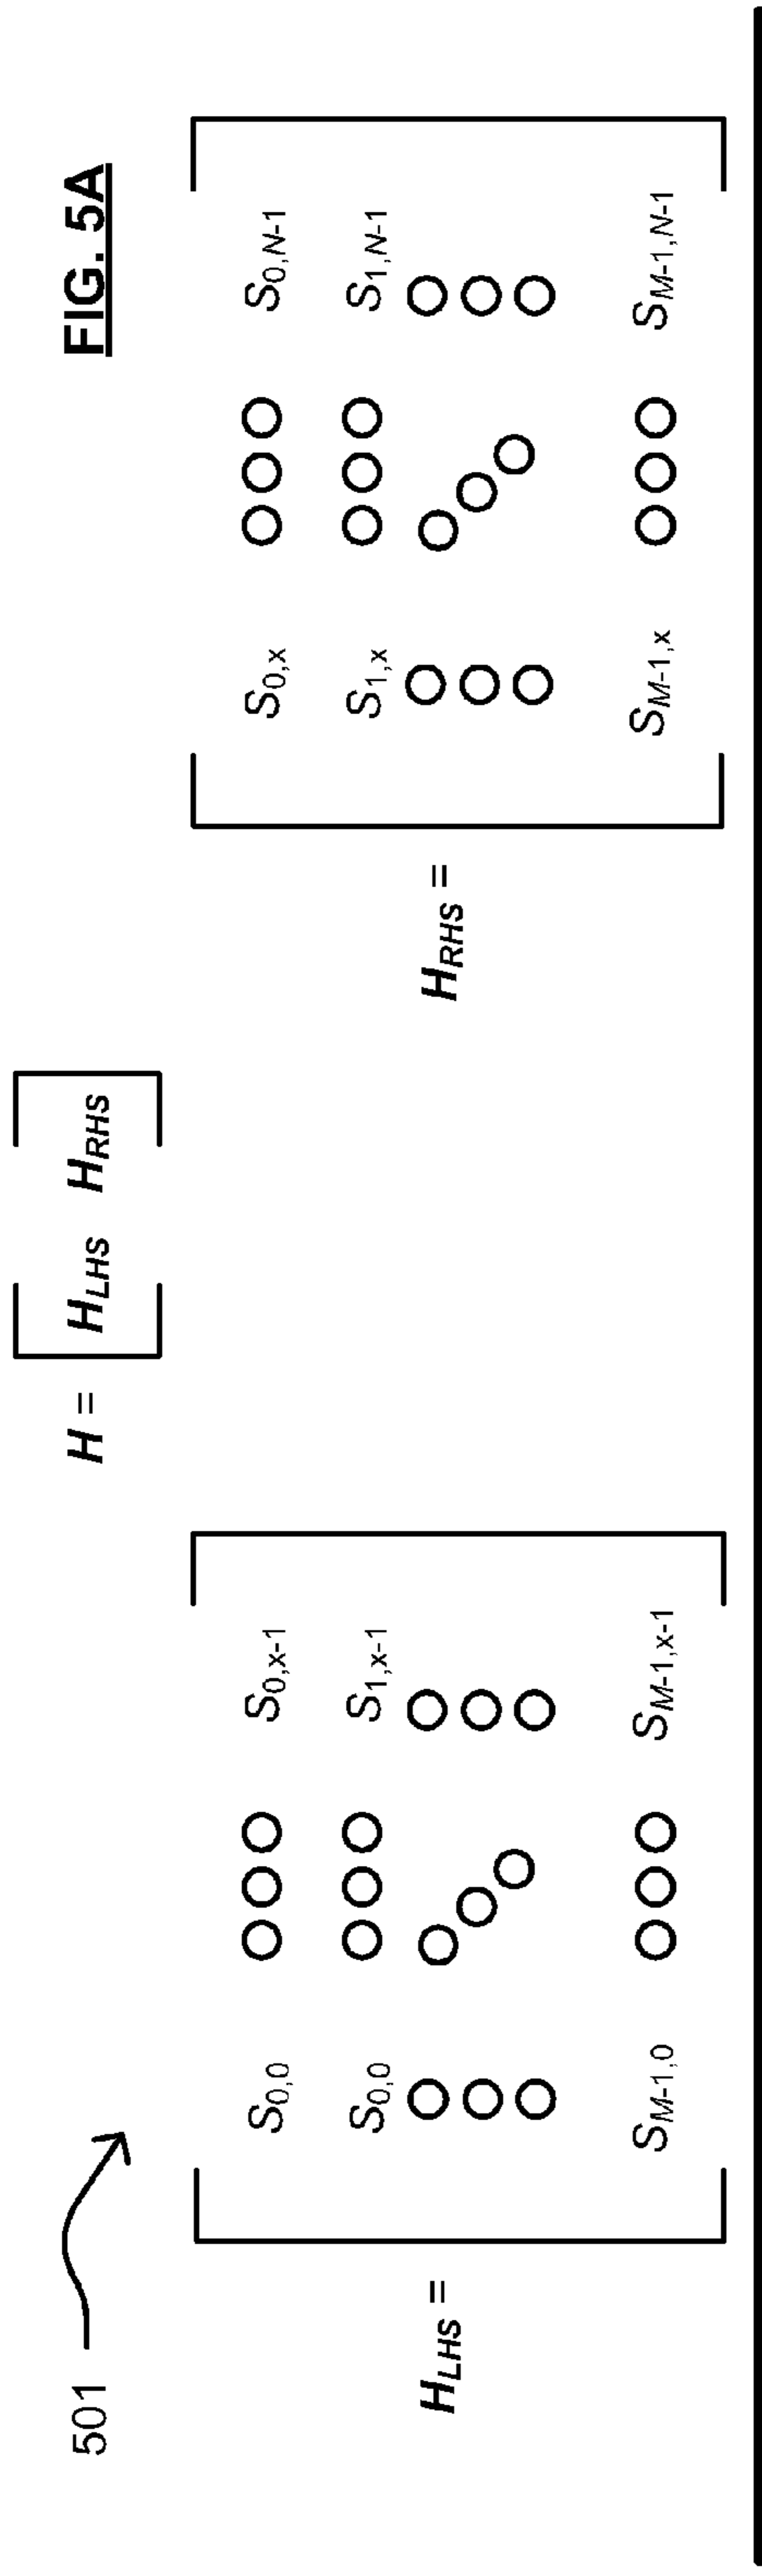 FIG. 5A
501
H = [ H_LHS H_RHS ]
H_LHS =
S_0,0 ○ ○ ○ S_0,x-1
S_0,0 ○ ○ ○ S_1,x-1
S_M-1,0 ○ ○ ○ S_M-1,x-1
H_RHS =
S_0,x ○ ○ ○ S_0,N-1
S_1,x ○ ○ ○ S_1,N-1
S_M-1,x ○ ○ ○ S_M-1,N-1